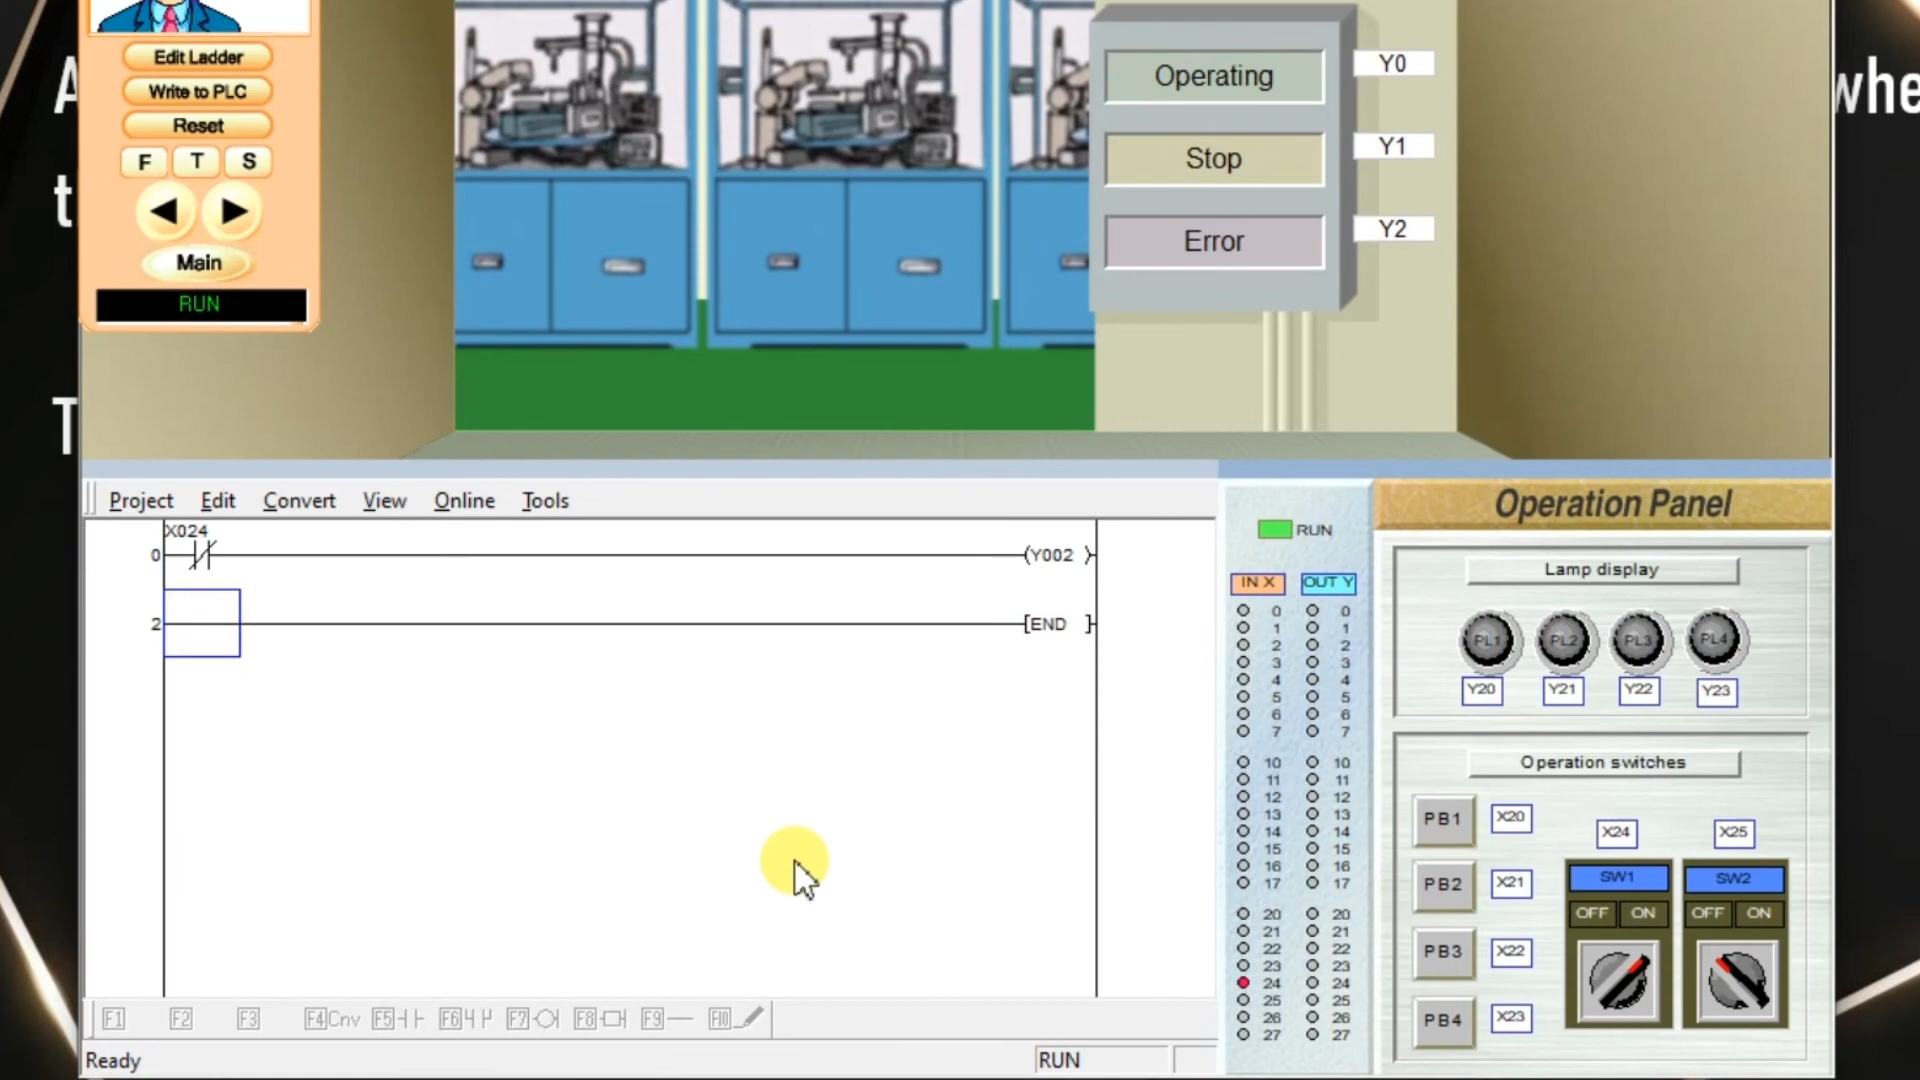 A
whe
t
T
Edit Ladder
Write to PLC
Reset
F T S
Main
RUN
Operating Y0
Stop Y1
Error Y2
Project Edit Convert View Online Tools
X024
0 (Y002 )
2 [END ]
F1 F2 F3 F4Cnv F5 F6 F7 F8 F9 F10
Ready
RUN
RUN
IN X OUT Y
0 0
1 1
2 2
3 3
4 4
5 5
6 6
7 7
10 10
11 11
12 12
13 13
14 14
15 15
16 16
17 17
20 20
21 21
22 22
23 23
24 24
25 25
26 26
27 27
Operation Panel
Lamp display
PL1 PL2 PL3 PL4
Y20 Y21 Y22 Y23
Operation switches
PB1 X20
PB2 X21
PB3 X22
PB4 X23
X24 X25
SW1 SW2
OFF ON OFF ON